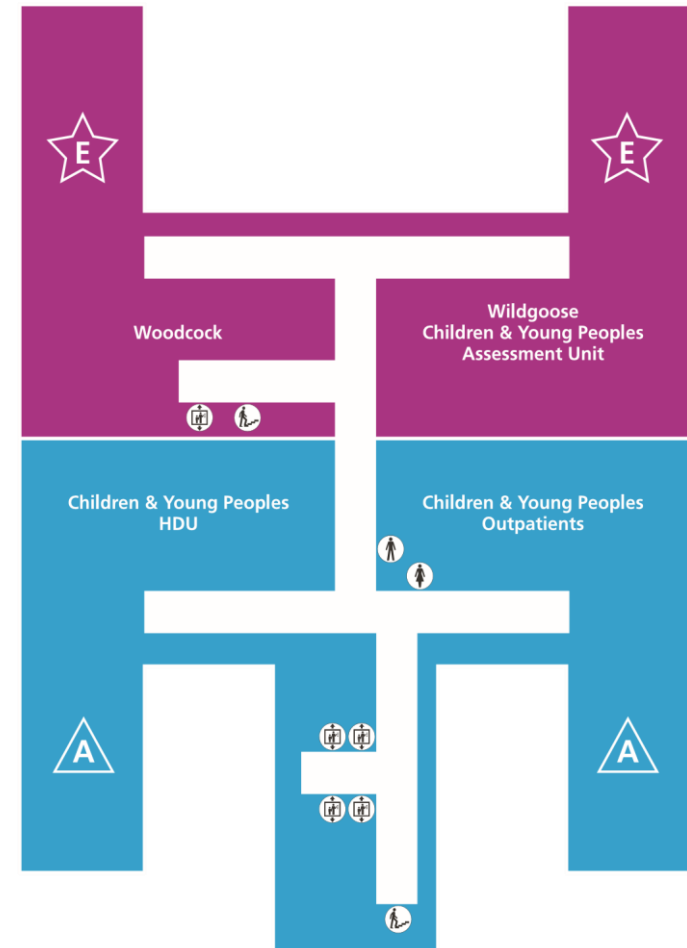 E
E
Woodcock
Wildgoose
Children & Young Peoples
Assessment Unit
Children & Young Peoples
HDU
Children & Young Peoples
Outpatients
A
A